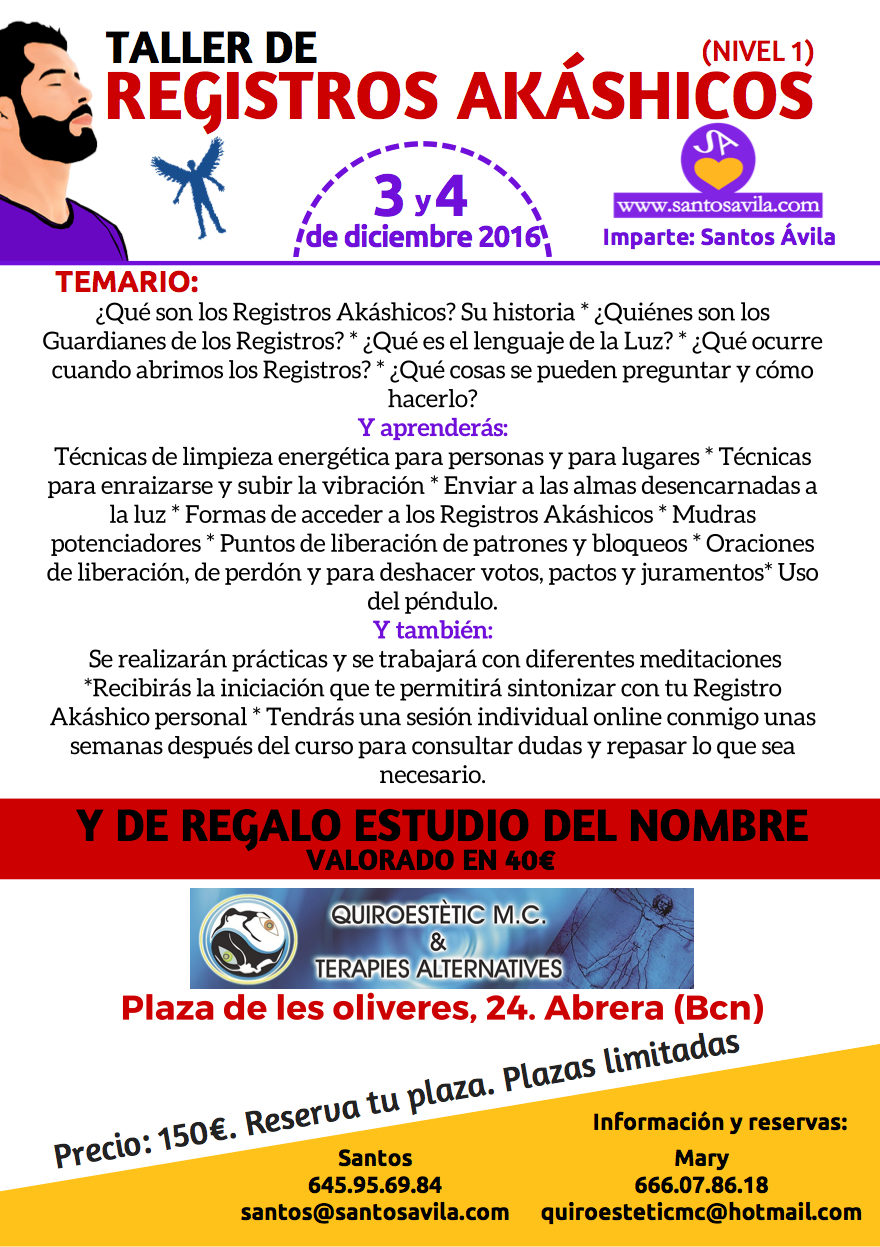 TALLER DE
(NIVEL 1)
REGISTROS AKÁSHICOS
3 y 4
de diciembre 2016
SA
www.santosavila.com
Imparte: Santos Ávila
TEMARIO:
¿Qué son los Registros Akáshicos? Su historia * ¿Quiénes son los
Guardianes de los Registros? * ¿Qué es el lenguaje de la Luz? * ¿Qué ocurre
cuando abrimos los Registros? * ¿Qué cosas se pueden preguntar y cómo
hacerlo?
Y aprenderás:
Técnicas de limpieza energética para personas y para lugares * Técnicas
para enraizarse y subir la vibración * Enviar a las almas desencarnadas a
la luz * Formas de acceder a los Registros Akáshicos * Mudras
potenciadores * Puntos de liberación de patrones y bloqueos * Oraciones
de liberación, de perdón y para deshacer votos, pactos y juramentos* Uso
del péndulo.
Y también:
Se realizarán prácticas y se trabajará con diferentes meditaciones
*Recibirás la iniciación que te permitirá sintonizar con tu Registro
Akáshico personal * Tendrás una sesión individual online conmigo unas
semanas después del curso para consultar dudas y repasar lo que sea
necesario.
Y DE REGALO ESTUDIO DEL NOMBRE
VALORADO EN 40€
QUIROESTÈTIC M.C.
&
TERAPIES ALTERNATIVES
Plaza de les oliveres, 24. Abrera (Bcn)
Precio: 150€. Reserva tu plaza. Plazas limitadas
Información y reservas:
Santos
645.95.69.84
santos@santosavila.com
Mary
666.07.86.18
quiroesteticmc@hotmail.com